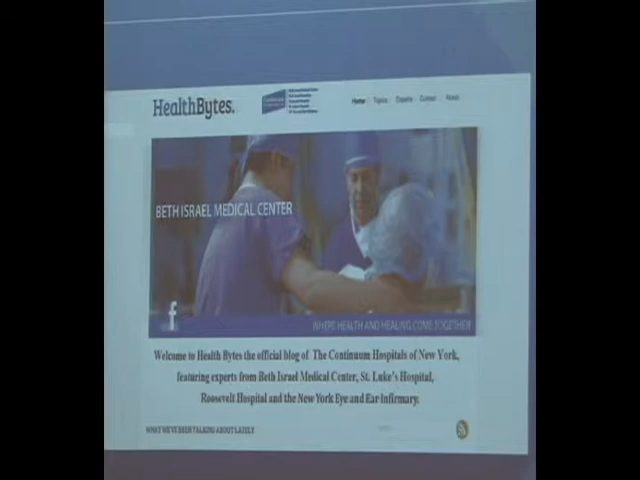 HealthBytes.
Home Topics Experts Contact About
BETH ISRAEL MEDICAL CENTER
f
WHERE HEALTH AND HEALING COME TOGETHER
Welcome to Health Bytes the official blog of The Continuum Hospitals of New York,
featuring experts from Beth Israel Medical Center, St. Luke's Hospital,
Roosevelt Hospital and the New York Eye and Ear Infirmary.
WHAT WE'VE BEEN TALKING ABOUT LATELY